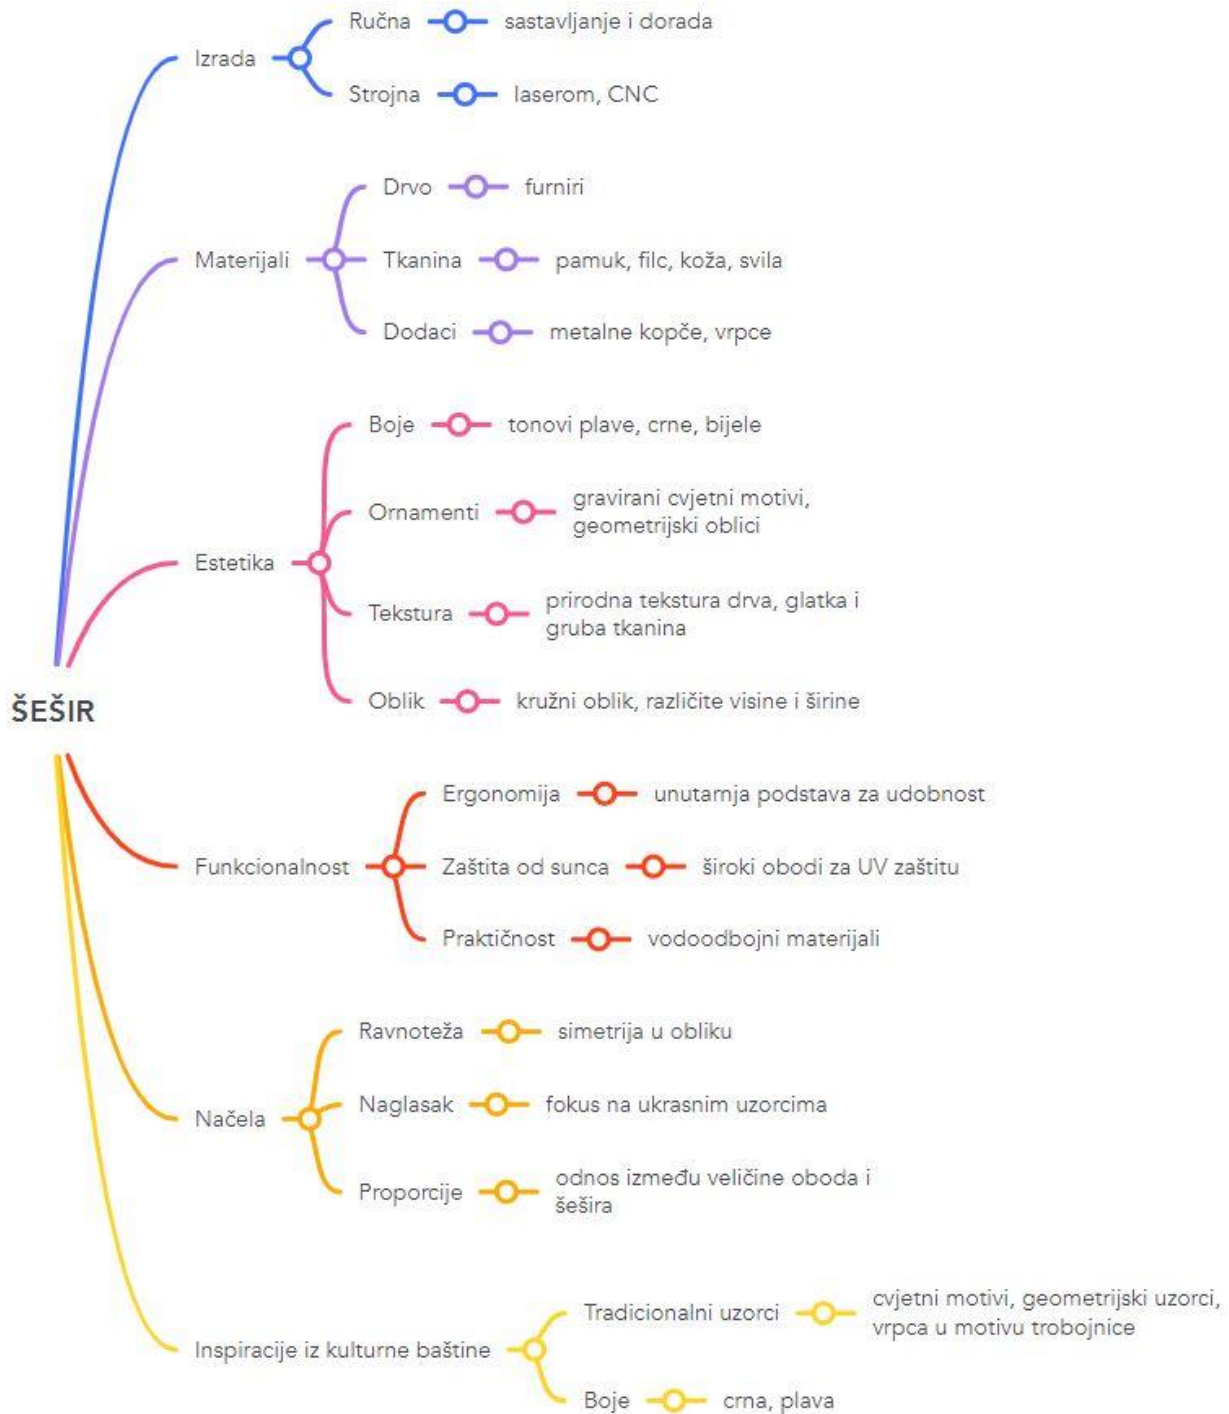 ŠEŠIR
Izrada
Ručna
sastavljanje i dorada
Strojna
laserom, CNC
Materijali
Drvo
furniri
Tkanina
pamuk, filc, koža, svila
Dodaci
metalne kopče, vrpce
Estetika
Boje
tonovi plave, crne, bijele
Ornamenti
gravirani cvjetni motivi,
geometrijski oblici
Tekstura
prirodna tekstura drva, glatka i
gruba tkanina
Oblik
kružni oblik, različite visine i širine
Funkcionalnost
Ergonomija
unutarnja podstava za udobnost
Zaštita od sunca
široki obodi za UV zaštitu
Praktičnost
vodoodbojni materijali
Načela
Ravnoteža
simetrija u obliku
Naglasak
fokus na ukrasnim uzorcima
Proporcije
odnos između veličine oboda i
šešira
Inspiracije iz kulturne baštine
Tradicionalni uzorci
cvjetni motivi, geometrijski uzorci,
vrpca u motivu trobojnice
Boje
crna, plava